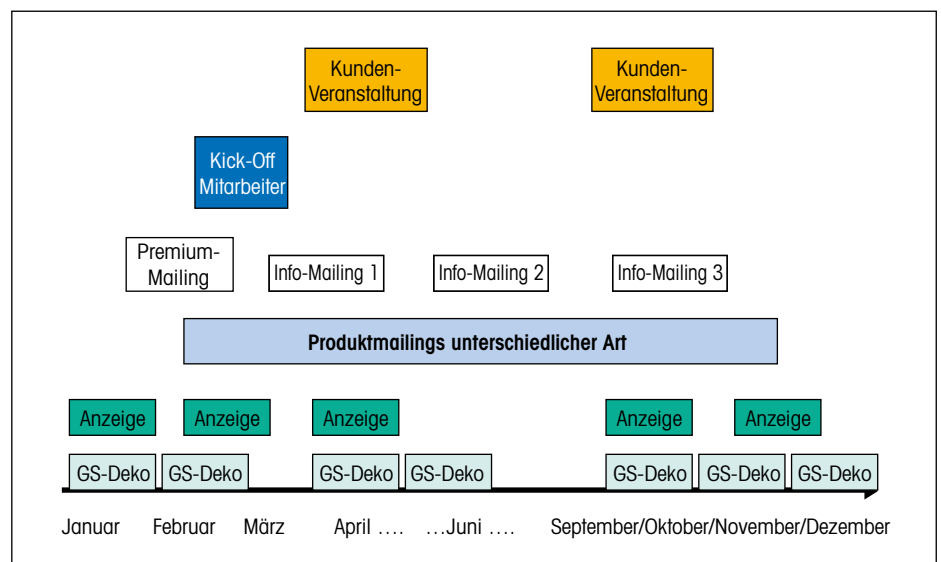 Kunden-
Veranstaltung
Kunden-
Veranstaltung
Kick-Off
Mitarbeiter
Premium-
Mailing
Info-Mailing 1
Info-Mailing 2
Info-Mailing 3
Produktmailings unterschiedlicher Art
Anzeige
Anzeige
Anzeige
Anzeige
Anzeige
GS-Deko
GS-Deko
GS-Deko
GS-Deko
GS-Deko
GS-Deko
GS-Deko
Januar Februar März April …. …Juni …. September/Oktober/November/Dezember